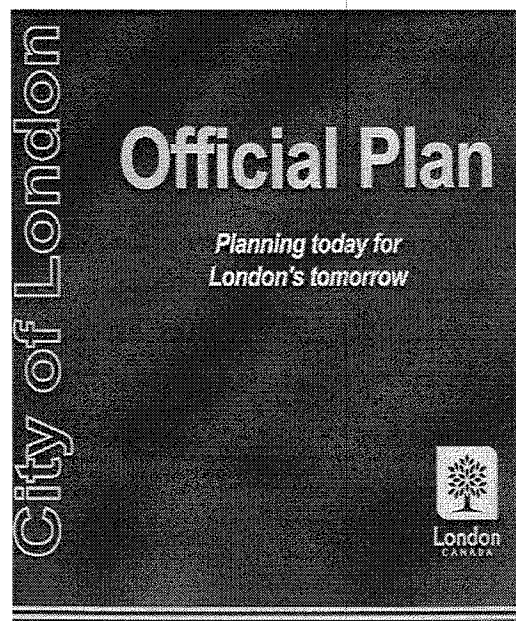 City of London
Official Plan
Planning today for
London's tomorrow
London
CANADA